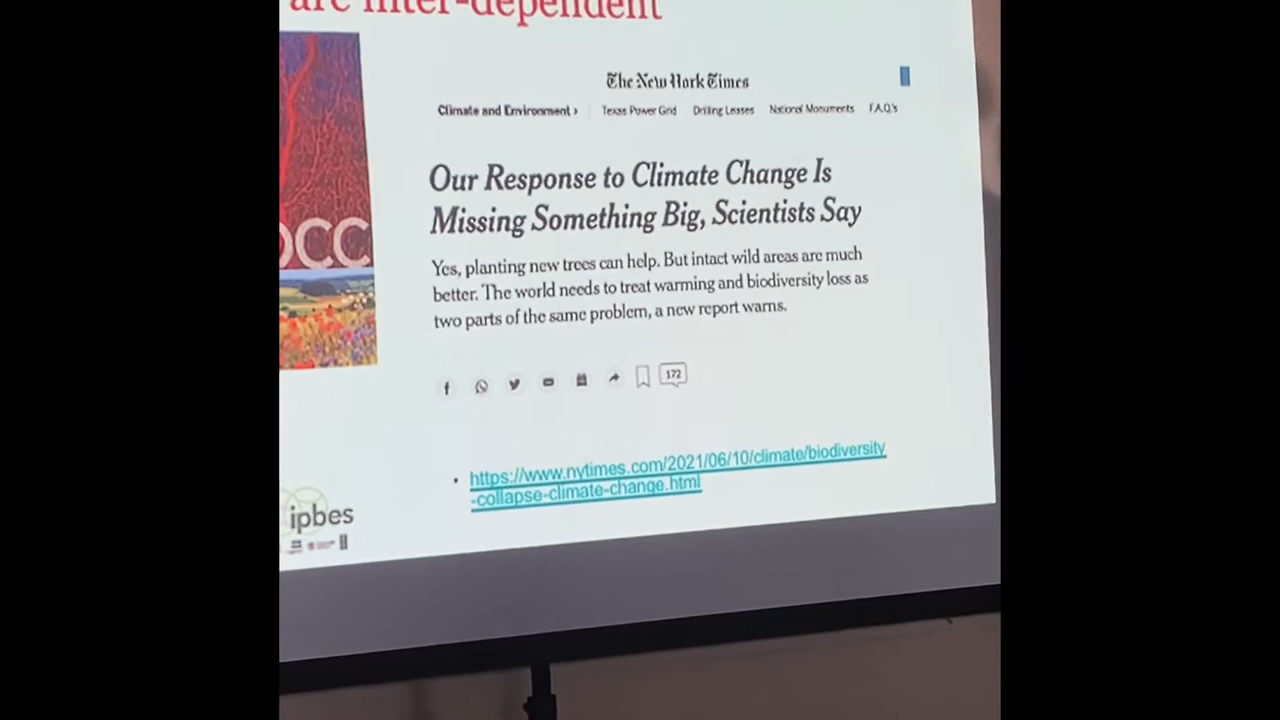 are inter-dependent
The New York Times
Climate and Environment › Texas Power Grid Drilling Leases National Monuments F.A.Q.'s
Our Response to Climate Change Is
Missing Something Big, Scientists Say
Yes, planting new trees can help. But intact wild areas are much
better. The world needs to treat warming and biodiversity loss as
two parts of the same problem, a new report warns.
172
• https://www.nytimes.com/2021/06/10/climate/biodiversity
-collapse-climate-change.html
CC
ipbes